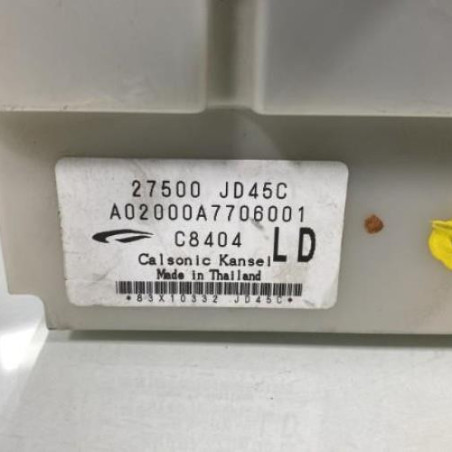 27500 JD45C
A02000A7706001
C8404 LD
Calsonic Kansei
Made in Thailand
*83X10332 JD45C*